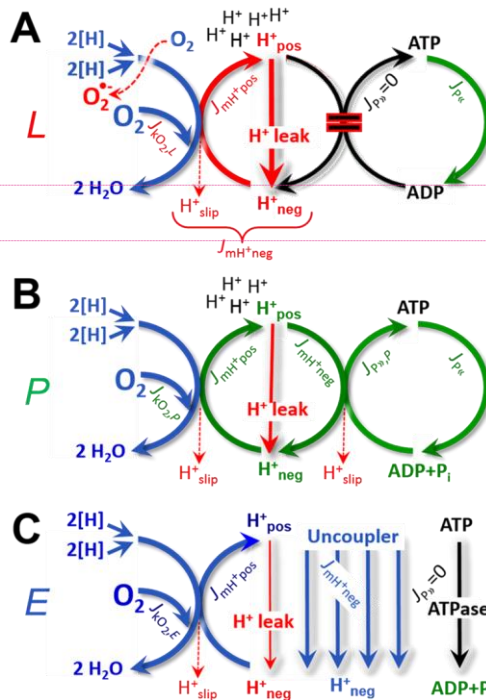 A
H⁺ H⁺ H⁺ H⁺
H⁺ H⁺
2[H]
2[H]
O₂
H⁺pos
ATP
O₂•⁻
O₂
JkO₂,L
JmH⁺pos
JP»=0
JP«
L
H⁺ leak
2 H₂O
H⁺slip
H⁺neg
ADP
JmH⁺neg
B
H⁺ H⁺
H⁺ H⁺
2[H]
2[H]
H⁺pos
ATP
P
O₂
JkO₂,P
JmH⁺pos
JmH⁺neg
JP»,P
JP«
H⁺ leak
2 H₂O
H⁺slip
H⁺neg
H⁺slip
ADP+Pi
C
2[H]
2[H]
H⁺pos
Uncoupler
ATP
E
O₂
JkO₂,E
JmH⁺pos
JmH⁺neg
JP»=0
H⁺ leak
ATPase
2 H₂O
H⁺slip
H⁺neg
H⁺neg
ADP+P